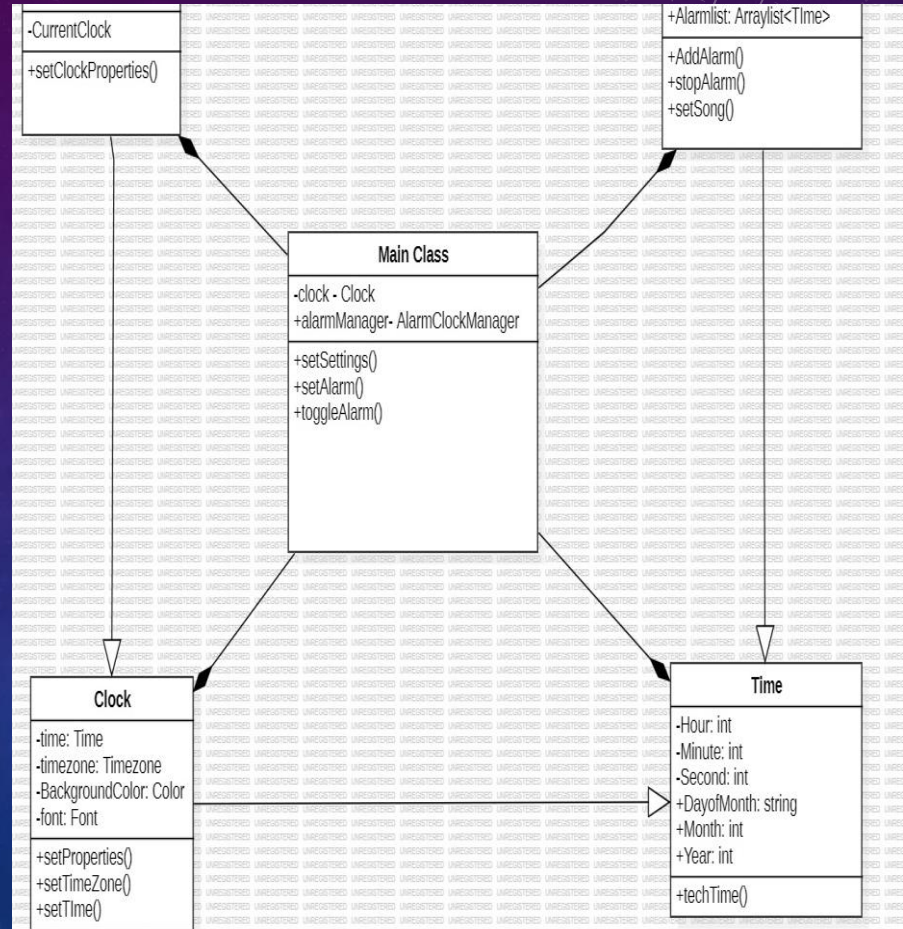 -CurrentClock
+setClockProperties()
+Alarmlist: Arraylist<TIme>
+AddAlarm()
+stopAlarm()
+setSong()
Main Class
-clock - Clock
+alarmManager- AlarmClockManager
+setSettings()
+setAlarm()
+toggleAlarm()
Clock
-time: Time
-timezone: Timezone
-BackgroundColor: Color
-font: Font
+setProperties()
+setTimeZone()
+setTIme()
Time
-Hour: int
-Minute: int
-Second: int
+DayofMonth: string
+Month: int
+Year: int
+techTime()
UNREGISTERED